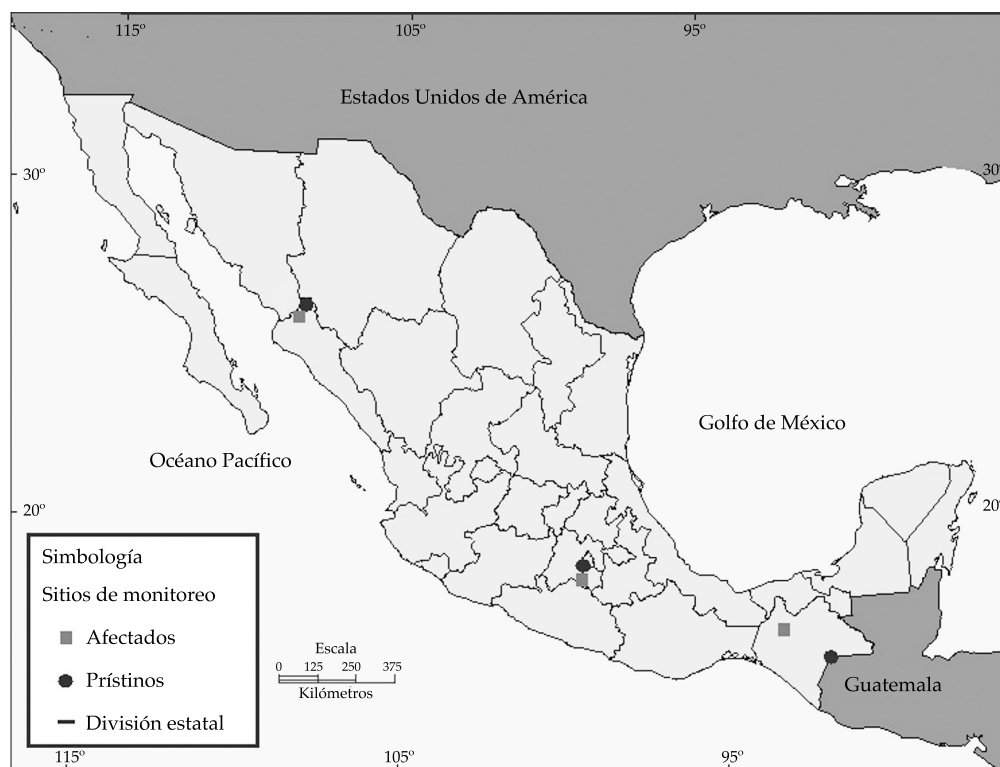 115º 105º 95º
Estados Unidos de América
30º 30º
Golfo de México
Océano Pacífico
20º 20º
Simbología
Sitios de monitoreo
Afectados
Prístinos
División estatal
Escala
0 125 250 375
Kilómetros
Guatemala
115º 105º 95º